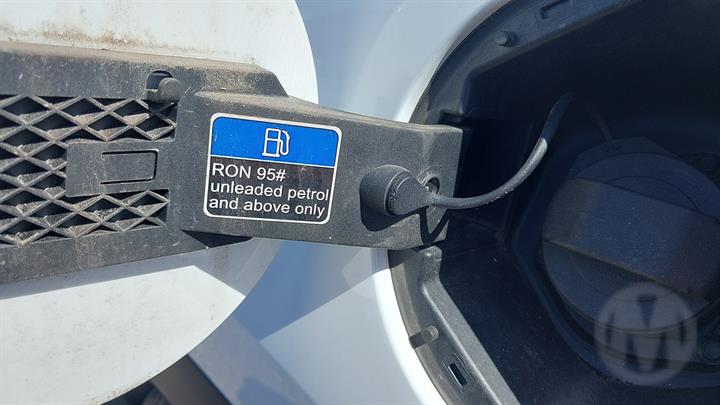 RON 95#
unleaded petrol
and above only
M